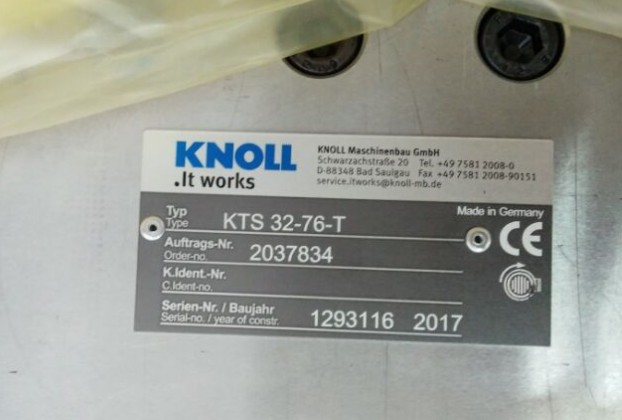 KNOLL
.It works
KNOLL Maschinenbau GmbH
Schwarzachstraße 20 Tel. +49 7581 2008-0
D-88348 Bad Saulgau Fax +49 7581 2008-90151
service.itworks@knoll-mb.de
Made in Germany
Typ
Type KTS 32-76-T
CE
Auftrags-Nr.
Order-no. 2037834
K.Ident.-Nr.
C.Ident-no.
Serien-Nr. / Baujahr
Serial-no. / year of constr. 1293116 2017